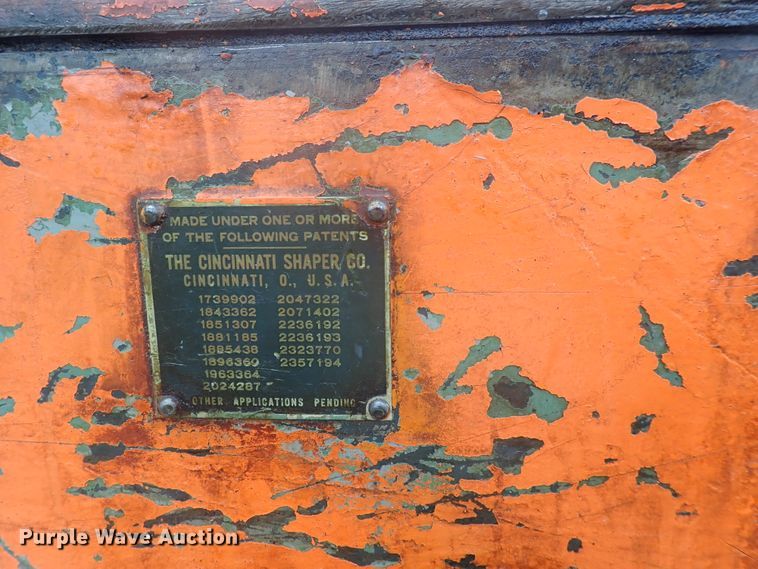 MADE UNDER ONE OR MORE
OF THE FOLLOWING PATENTS
THE CINCINNATI SHAPER CO.
CINCINNATI, O., U.S.A.
1739902 2047322
1843362 2071402
1851307 2236192
1881185 2236193
1885438 2323770
1896360 2357194
1963364
2024287
OTHER APPLICATIONS PENDING
Purple Wave Auction